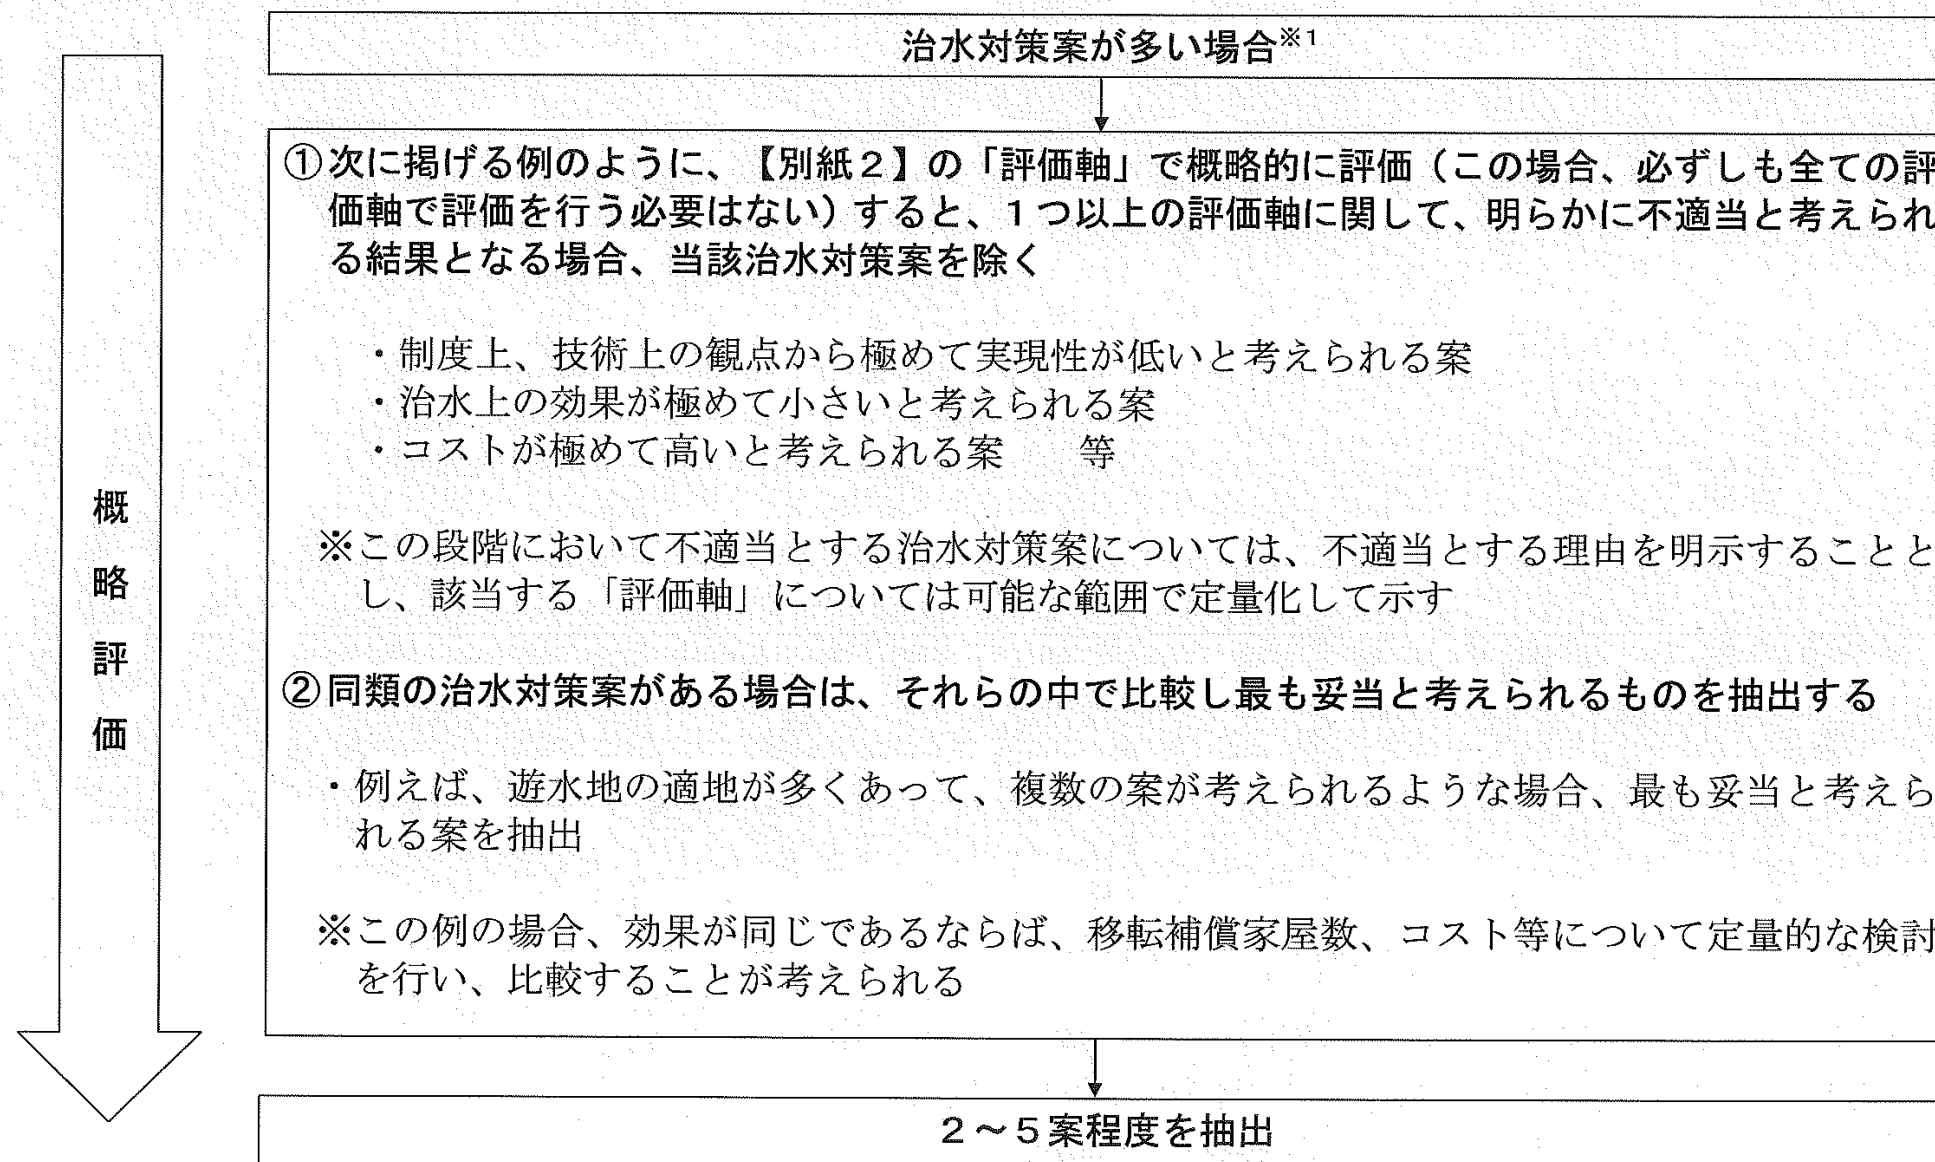 治水対策案が多い場合※1
①次に掲げる例のように、【別紙２】の「評価軸」で概略的に評価（この場合、必ずしも全ての評
価軸で評価を行う必要はない）すると、１つ以上の評価軸に関して、明らかに不適当と考えられ
る結果となる場合、当該治水対策案を除く
・制度上、技術上の観点から極めて実現性が低いと考えられる案
・治水上の効果が極めて小さいと考えられる案
・コストが極めて高いと考えられる案　等
※この段階において不適当とする治水対策案については、不適当とする理由を明示することと
し、該当する「評価軸」については可能な範囲で定量化して示す
②同類の治水対策案がある場合は、それらの中で比較し最も妥当と考えられるものを抽出する
・例えば、遊水地の適地が多くあって、複数の案が考えられるような場合、最も妥当と考えら
れる案を抽出
※この例の場合、効果が同じであるならば、移転補償家屋数、コスト等について定量的な検討
を行い、比較することが考えられる
２～５案程度を抽出
概略評価